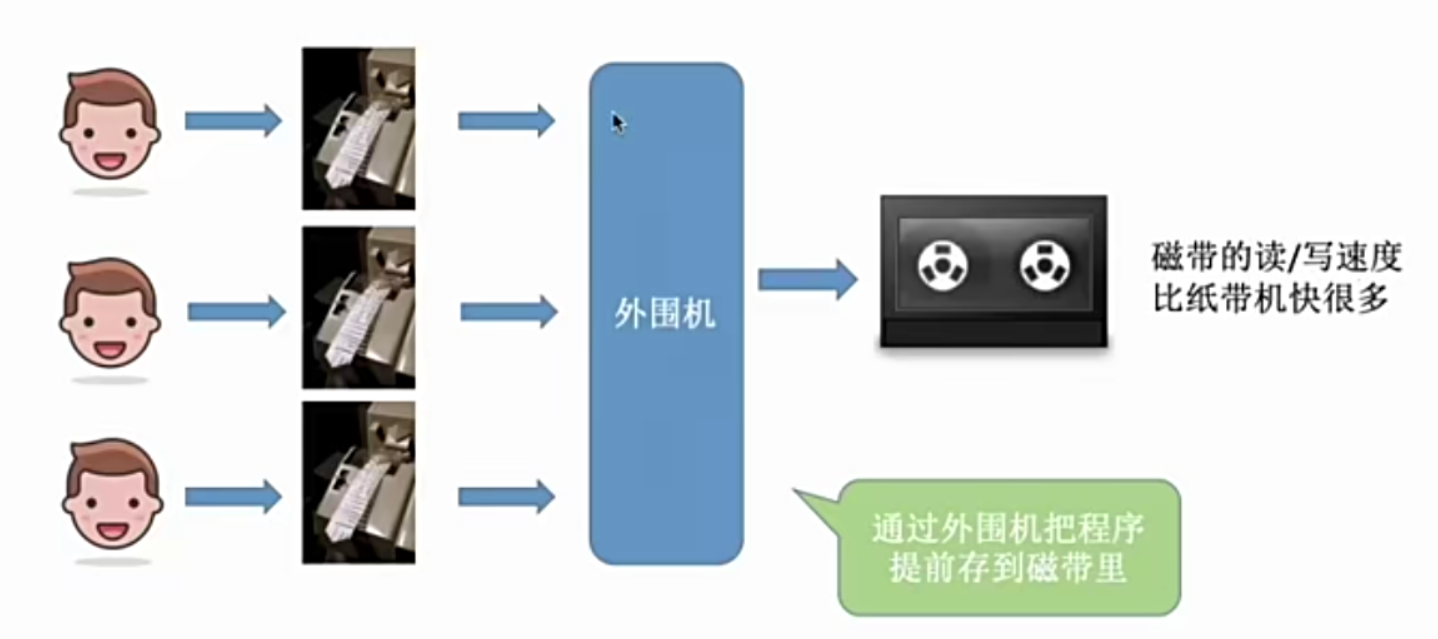 外围机
磁带的读/写速度
比纸带机快很多
通过外围机把程序
提前存到磁带里